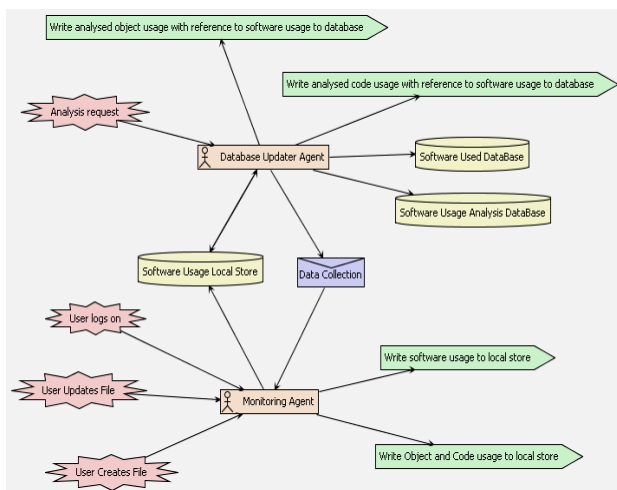 Write analysed object usage with reference to software usage to database
Write analysed code usage with reference to software usage to database
Analysis request
Database Updater Agent
Software Used DataBase
Software Usage Analysis DataBase
Software Usage Local Store
Data Collection
User logs on
Write software usage to local store
User Updates File
Monitoring Agent
Write Object and Code usage to local store
User Creates File